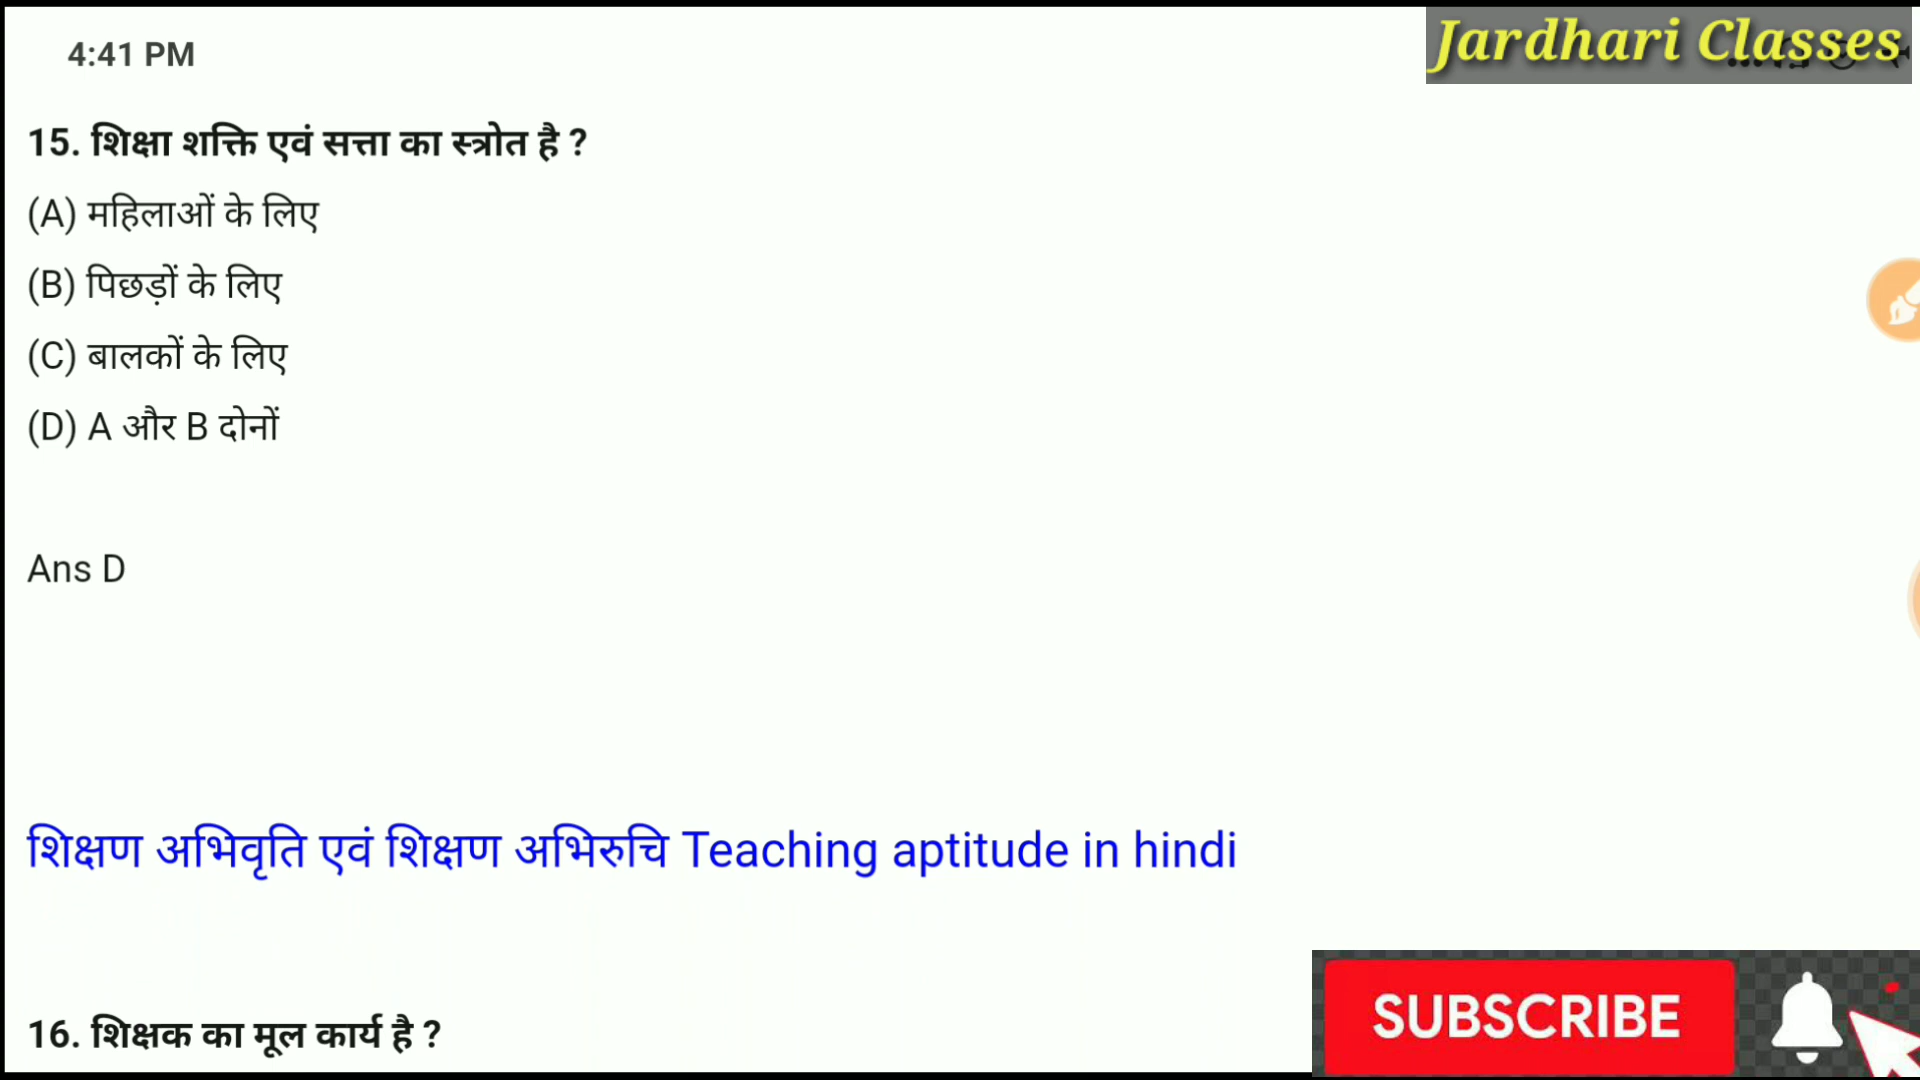 4:41 PM
Jardhari Classes
15. शिक्षा शक्ति एवं सत्ता का स्त्रोत है ?
(A) महिलाओं के लिए
(B) पिछड़ों के लिए
(C) बालकों के लिए
(D) A और B दोनों
Ans D
शिक्षण अभिवृति एवं शिक्षण अभिरुचि Teaching aptitude in hindi
16. शिक्षक का मूल कार्य है ?
SUBSCRIBE